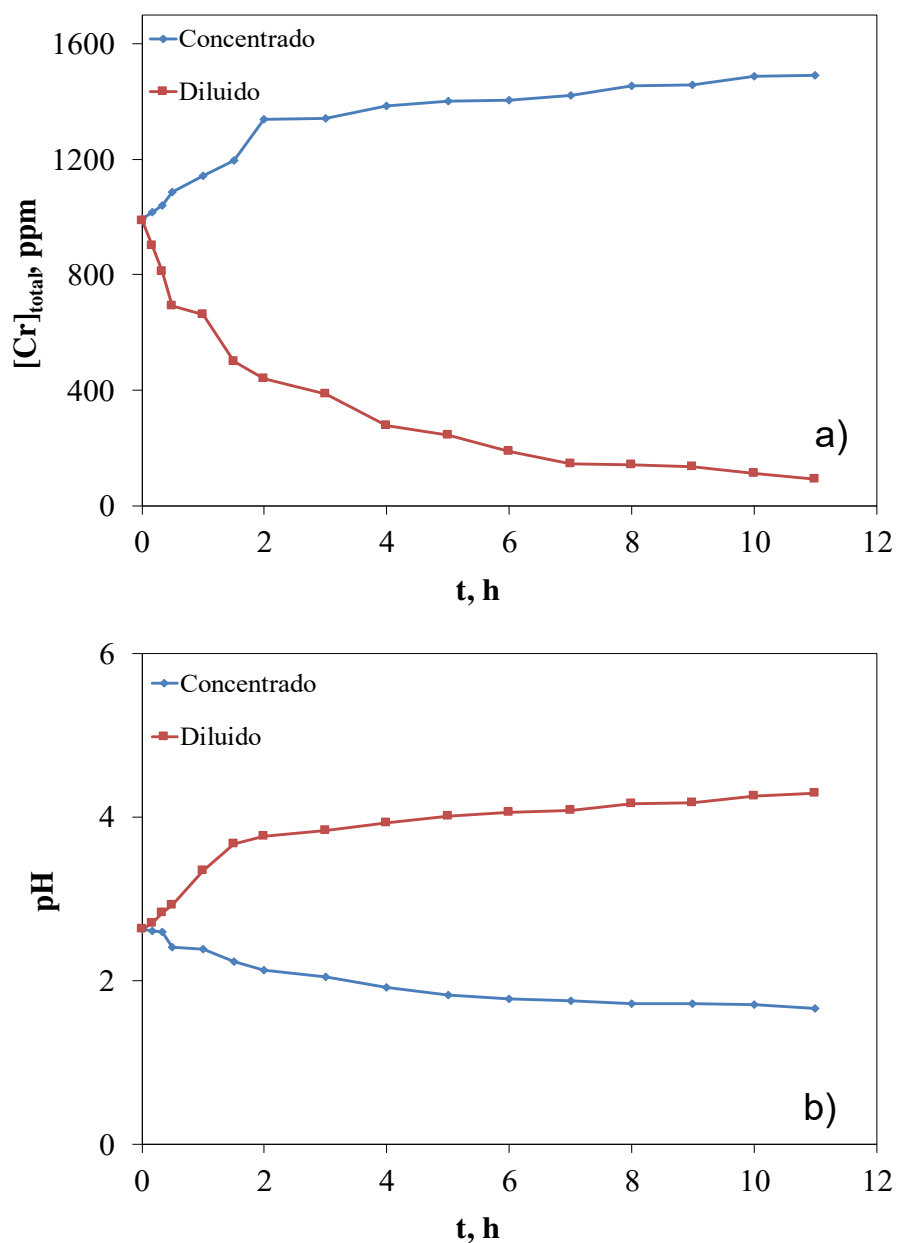 1600
Concentrado
Diluido
1200
800
400
0
[Cr]total, ppm
a)
0 2 4 6 8 10 12
t, h
6
Concentrado
Diluido
4
2
0
pH
b)
0 2 4 6 8 10 12
t, h